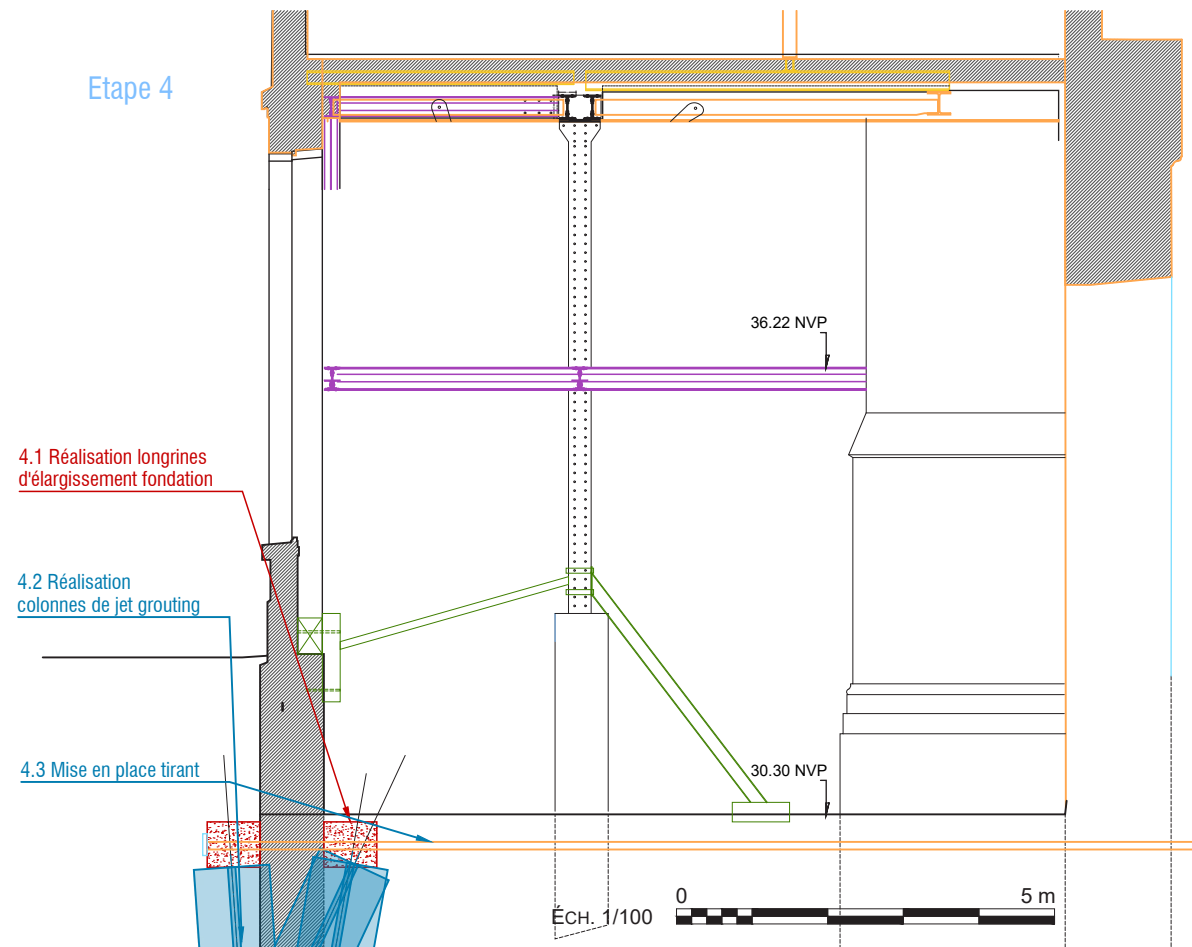 Etape 4
36.22 NVP
4.1 Réalisation longrines
d'élargissement fondation
4.2 Réalisation
colonnes de jet grouting
4.3 Mise en place tirant
30.30 NVP
0
5 m
ÉCH. 1/100